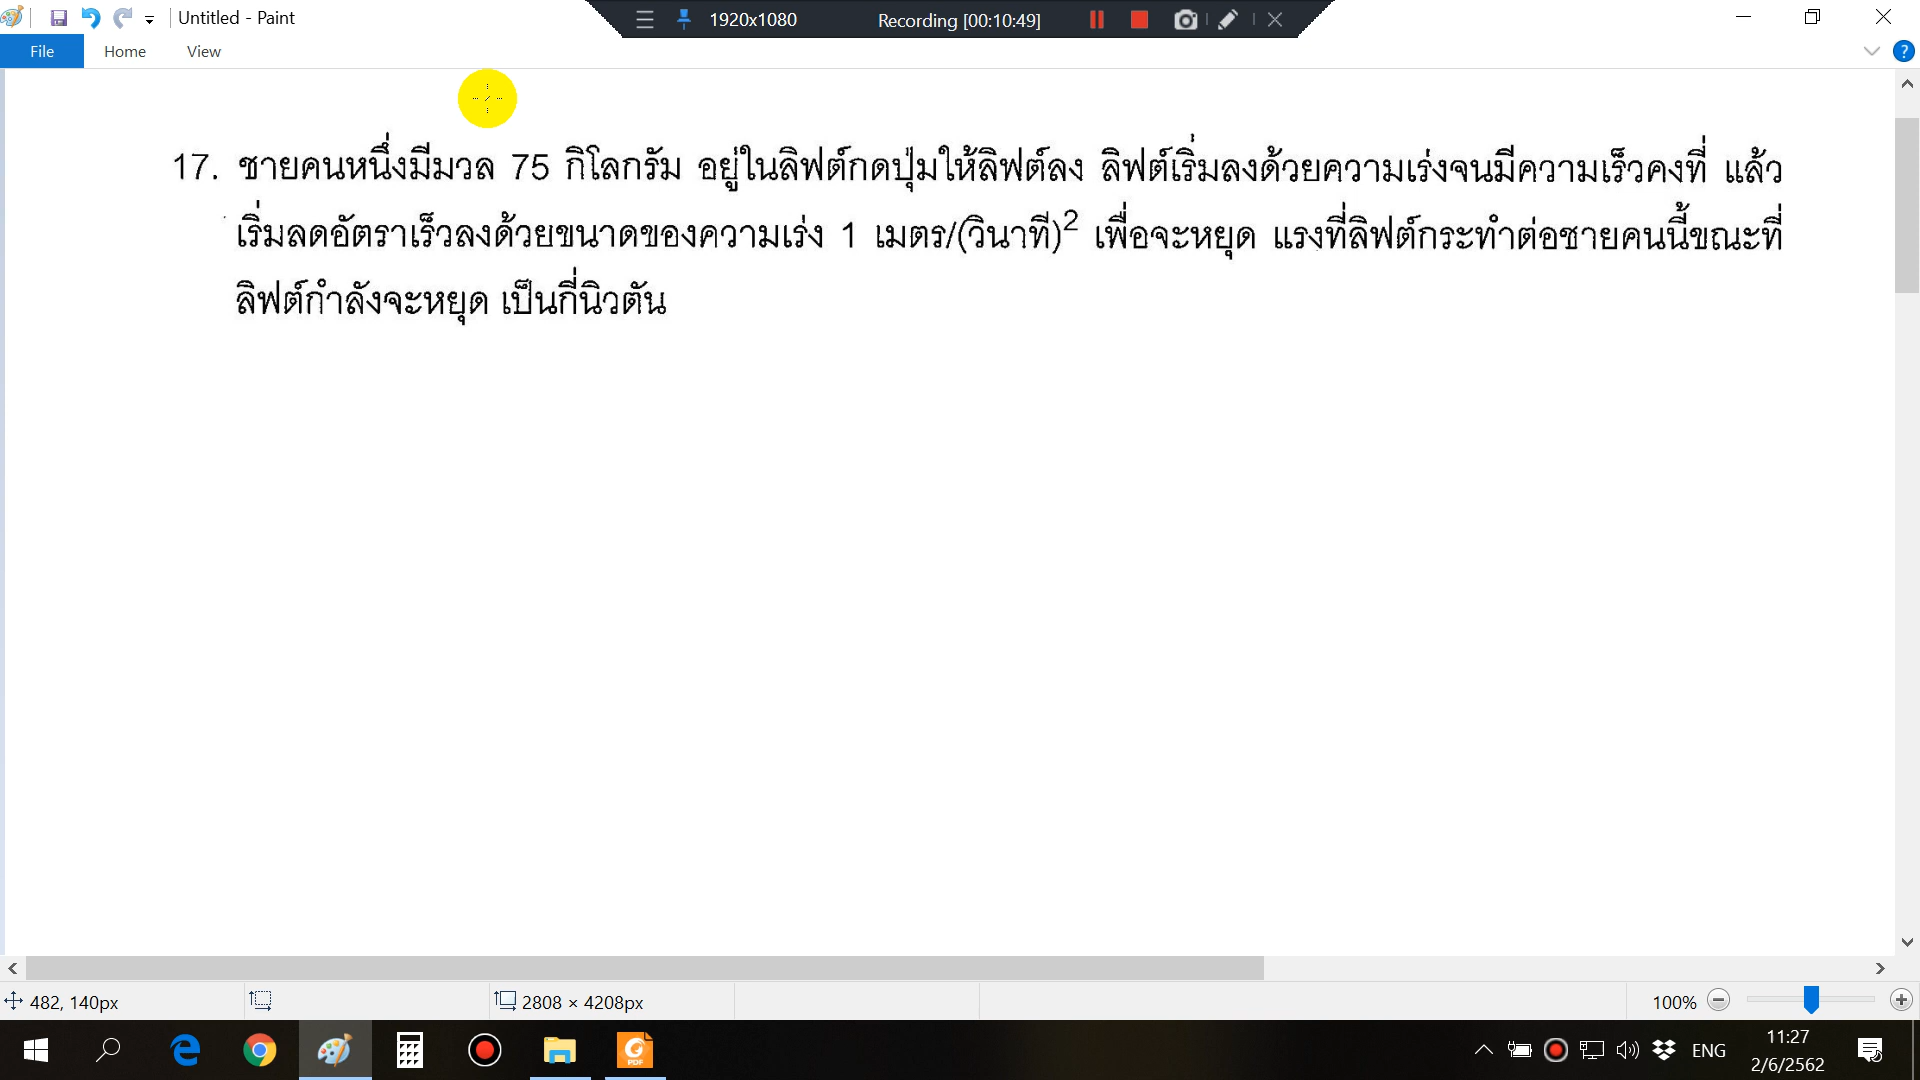 Untitled - Paint
1920x1080
Recording [00:10:49]
File
Home
View
17. ชายคนหนึ่งมีมวล 75 กิโลกรัม อยู่ในลิฟต์กดปุ่มให้ลิฟต์ลง ลิฟต์เริ่มลงด้วยความเร่งจนมีความเร็วคงที่ แล้ว
เริ่มลดอัตราเร็วลงด้วยขนาดของความเร่ง 1 เมตร/(วินาที)² เพื่อจะหยุด แรงที่ลิฟต์กระทำต่อชายคนนี้ขณะที่
ลิฟต์กำลังจะหยุด เป็นกี่นิวตัน
482, 140px
2808 × 4208px
100%
PDF
ENG
11:27
2/6/2562